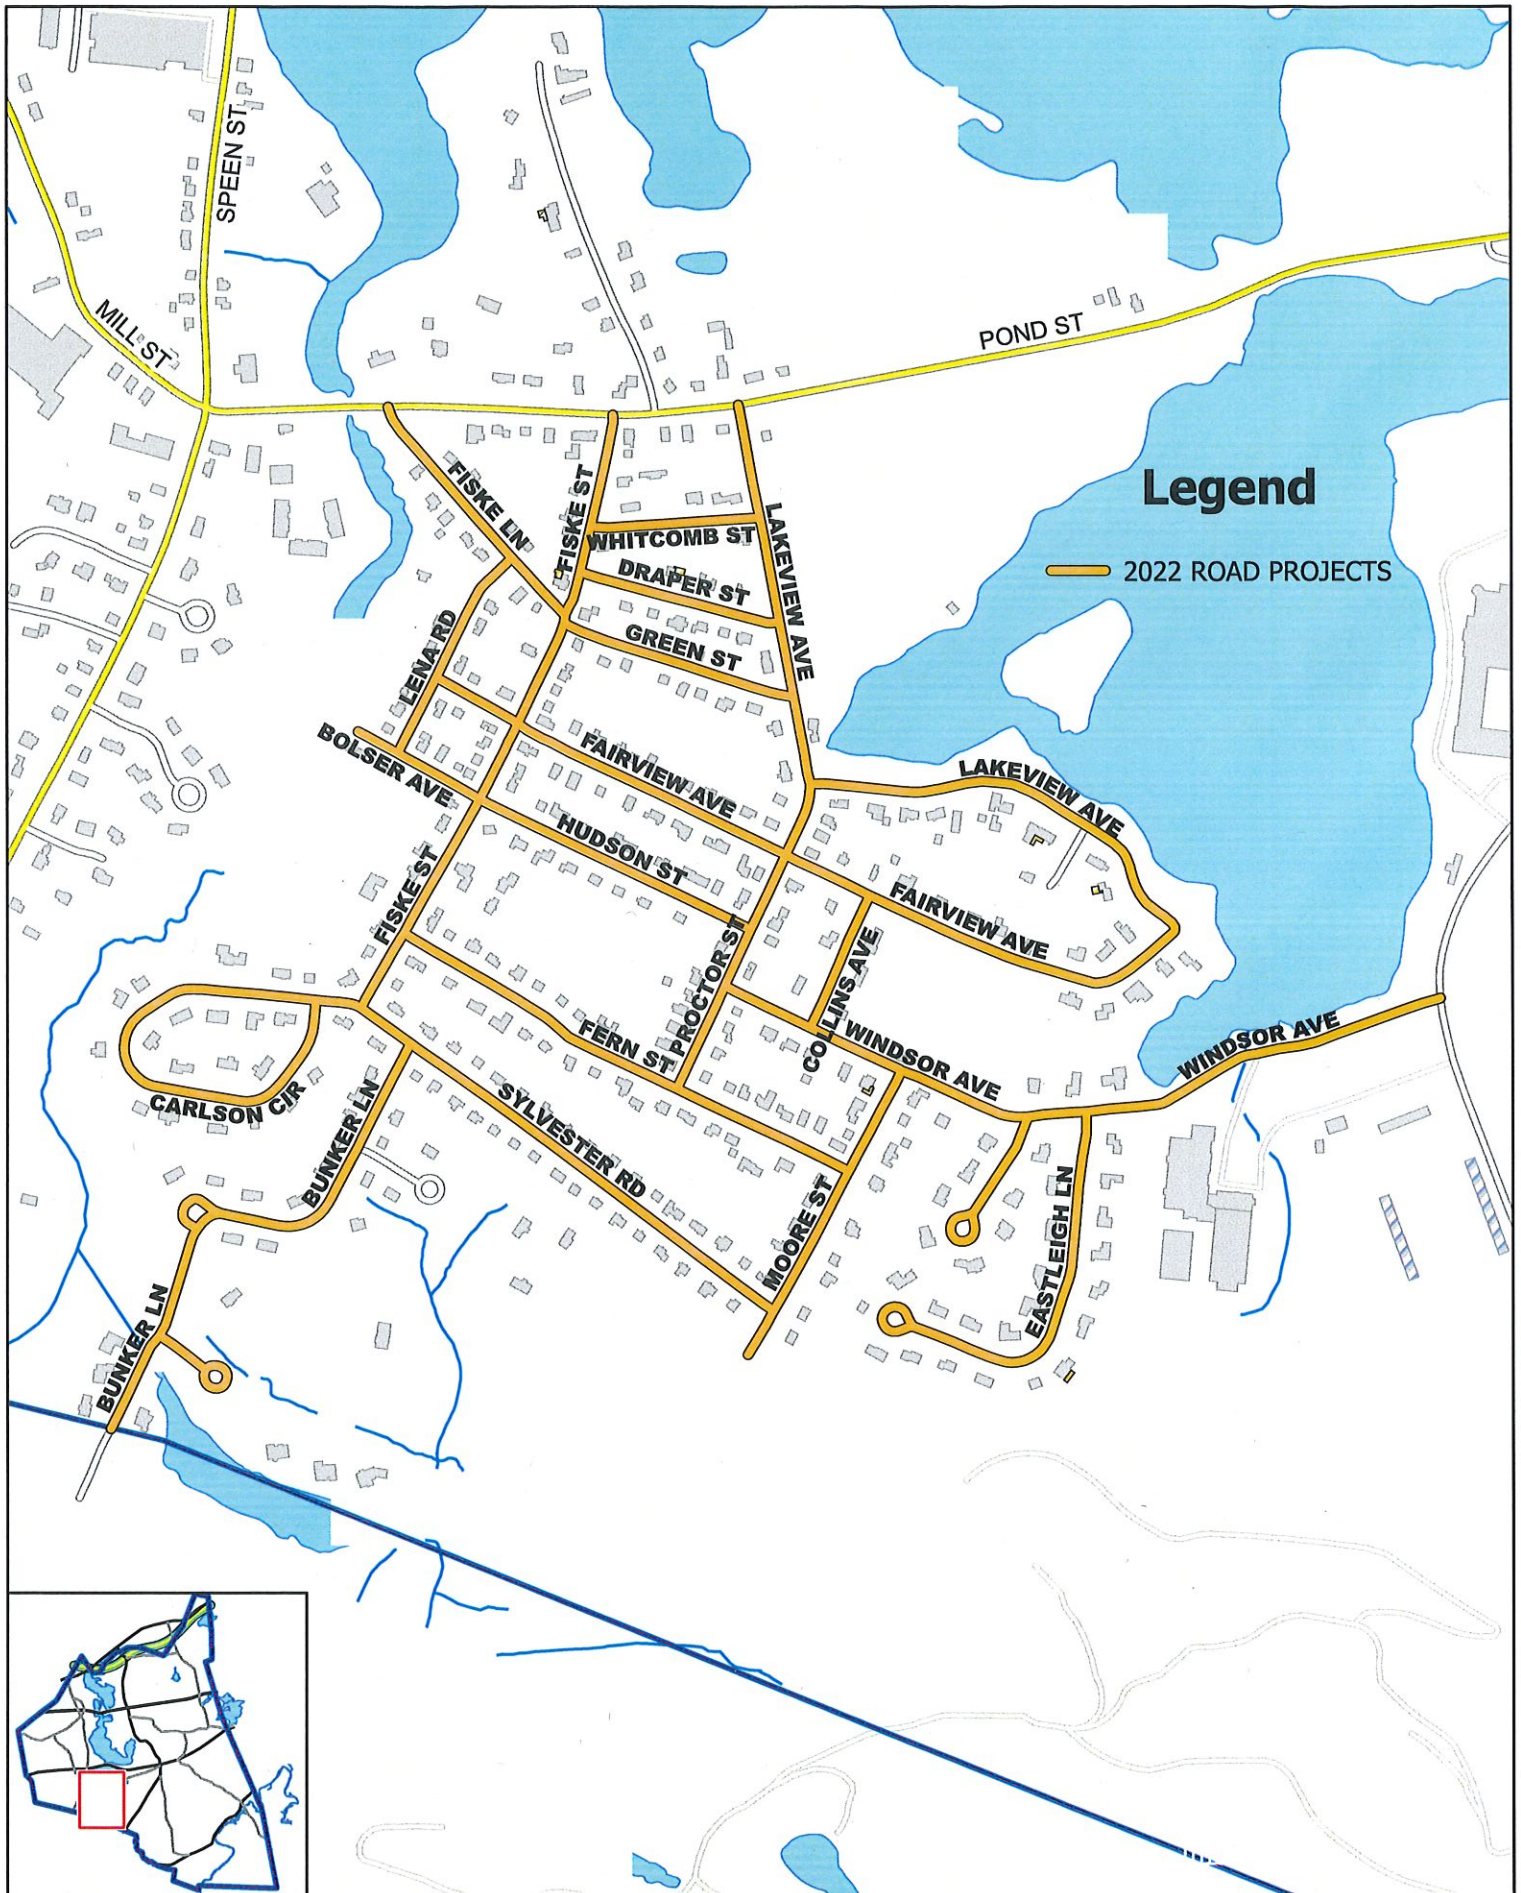 SPEEN ST
MILL ST
POND ST
Legend
2022 ROAD PROJECTS
FISKE LN
FISKE ST
WHITCOMB ST
LAKEVIEW AVE
DRAPER ST
GREEN ST
LENA RD
BOLSER AVE
FAIRVIEW AVE
LAKEVIEW AVE
HUDSON ST
FISKE ST
FAIRVIEW AVE
PROCTOR ST
COLLINS AVE
FERN ST
WINDSOR AVE
WINDSOR AVE
CARLSON CIR
BUNKER LN
SYLVESTER RD
MOORE ST
EASTLEIGH LN
BUNKER LN